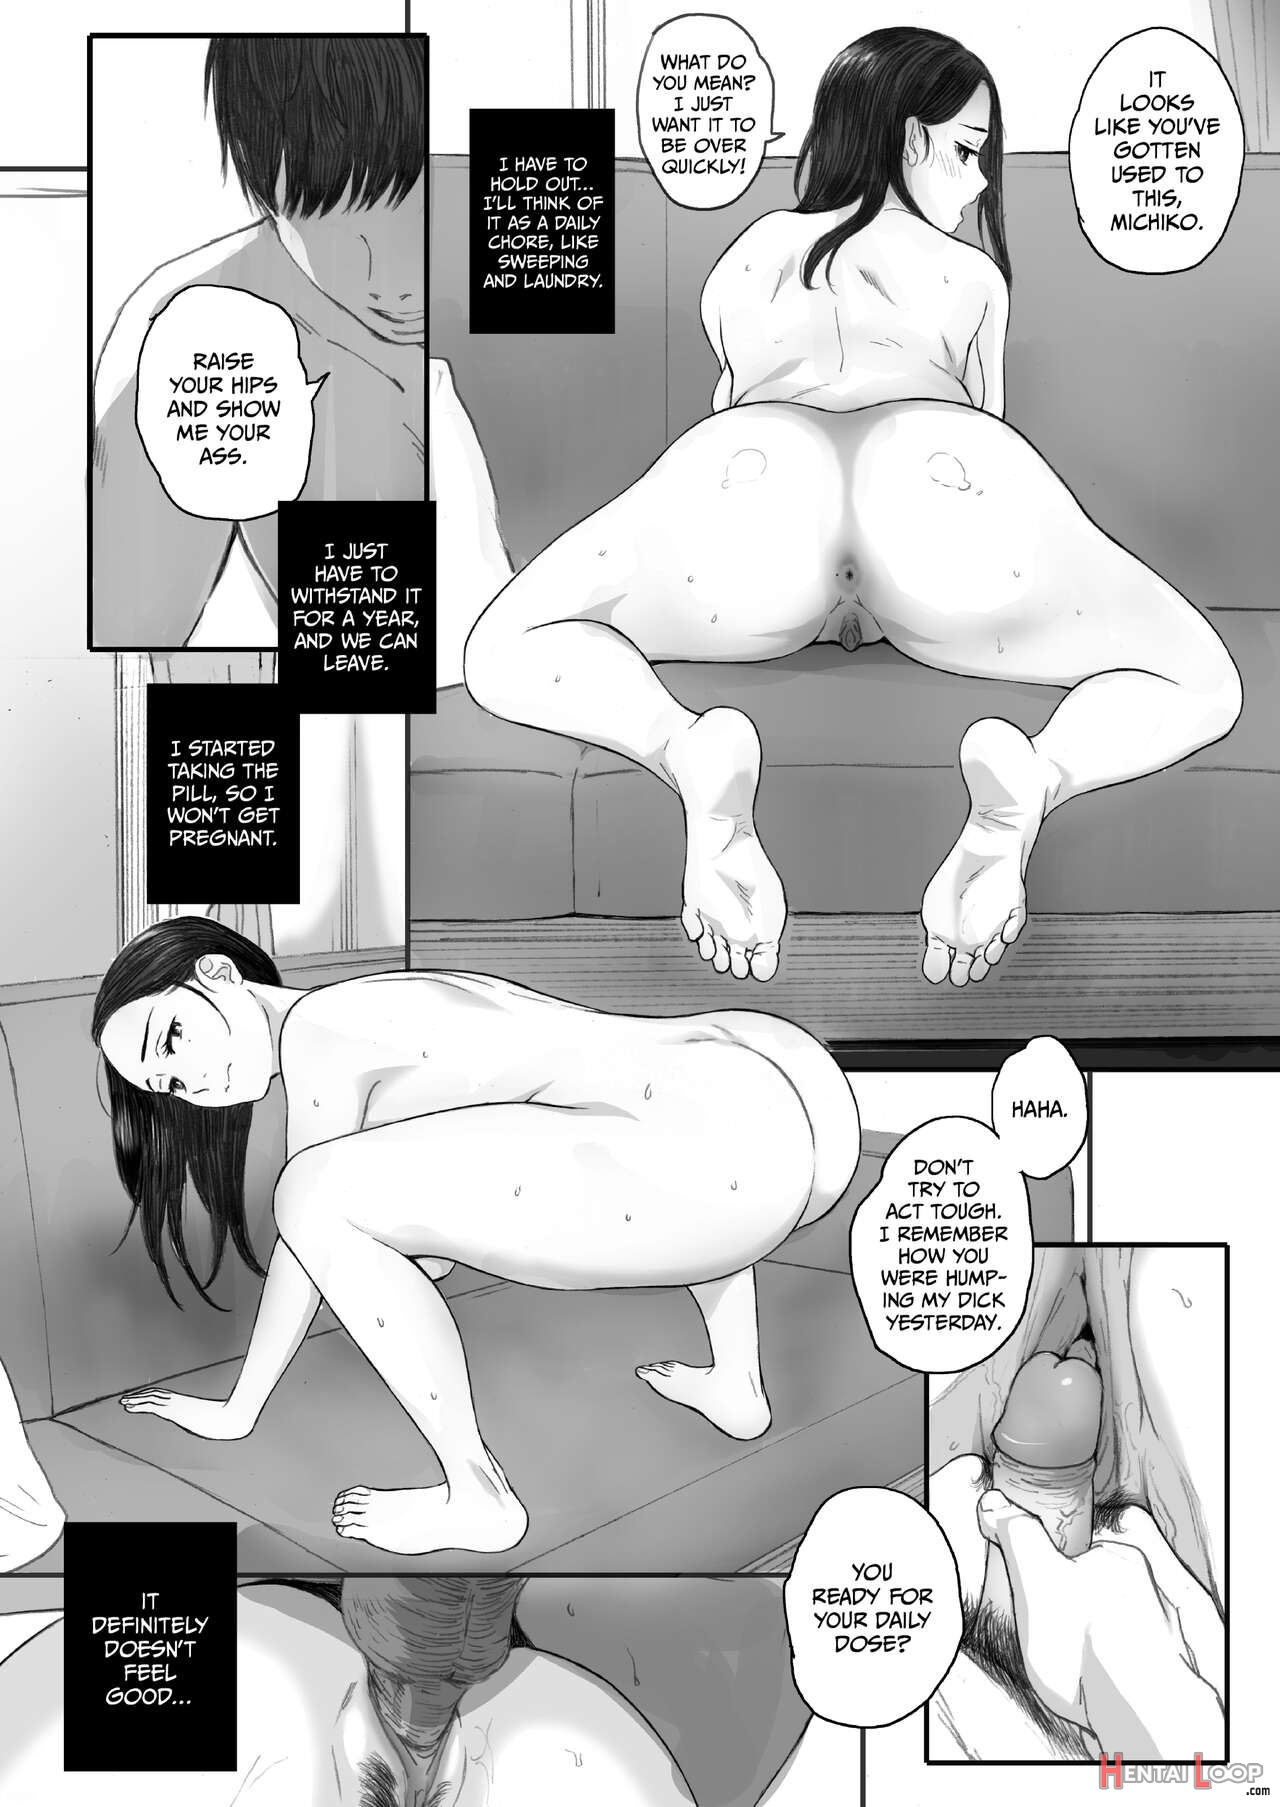 IT
LOOKS
LIKE YOU'VE
GOTTEN
USED TO
THIS,
MICHIKO.
WHAT DO
YOU MEAN?
I JUST
WANT IT TO
BE OVER
QUICKLY!
I HAVE TO
HOLD OUT...
I'LL THINK OF
IT AS A DAILY
CHORE, LIKE
SWEEPING
AND LAUNDRY.
RAISE
YOUR HIPS
AND SHOW
ME YOUR
ASS.
I JUST
HAVE TO
WITHSTAND IT
FOR A YEAR,
AND WE CAN
LEAVE.
I STARTED
TAKING THE
PILL, SO I
WON'T GET
PREGNANT.
HAHA.
DON'T
TRY TO
ACT TOUGH.
I REMEMBER
HOW YOU
WERE HUMP-
ING MY DICK
YESTERDAY.
YOU
READY FOR
YOUR DAILY
DOSE?
IT
DEFINITELY
DOESN'T
FEEL
GOOD...
HENTAI LOOP
.com